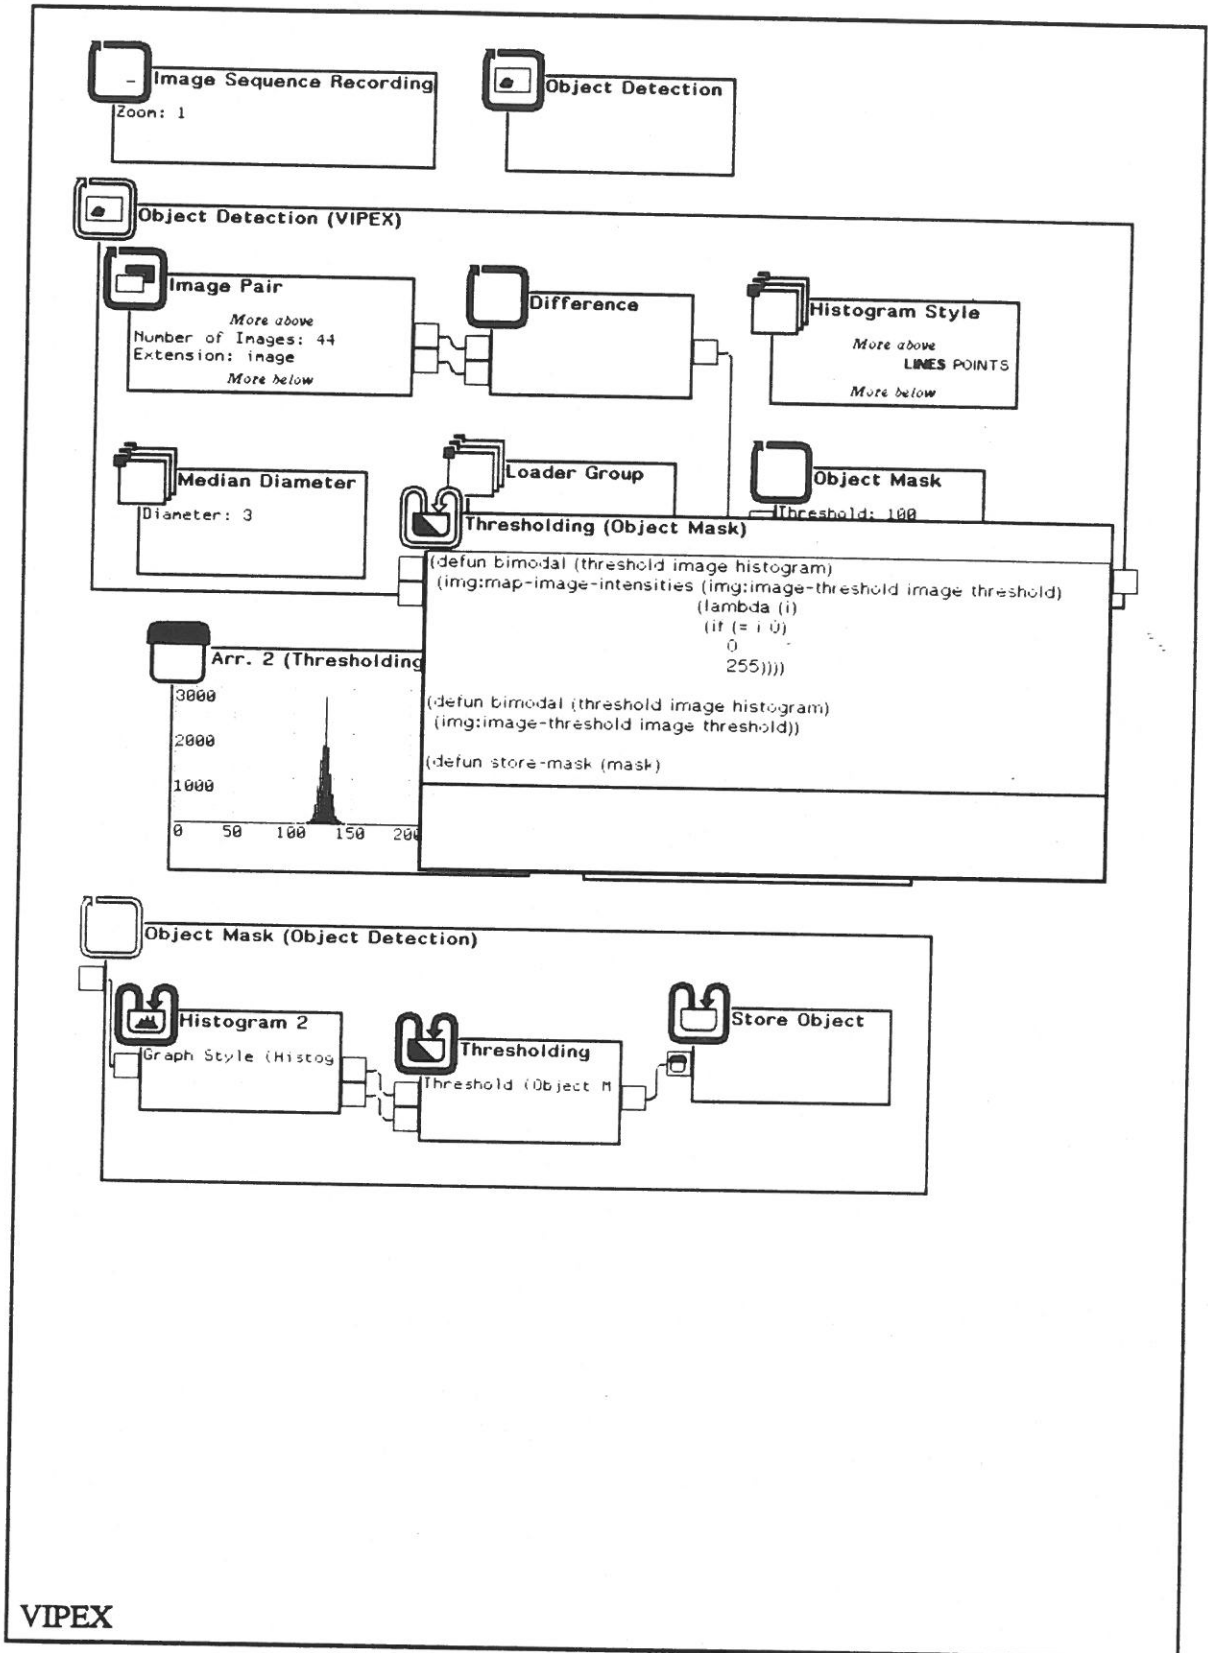 Image Sequence Recording
Zoom: 1
Object Detection
Object Detection (VIPEX)
Image Pair
More above
Number of Images: 44
Extension: image
More below
Difference
Histogram Style
More above
LINES POINTS
More below
Median Diameter
Diameter: 3
Loader Group
Object Mask
Threshold: 100
Thresholding (Object Mask)
(defun bimodal (threshold image histogram)
(img:map-image-intensities (img:image-threshold image threshold)
(lambda (i)
(if (= i 0)
0
255))))
(defun bimodal (threshold image histogram)
(img:image-threshold image threshold))
(defun store-mask (mask)
Arr. 2 (Thresholding
3000
2000
1000
0 50 100 150 200
Object Mask (Object Detection)
Histogram 2
Graph Style (Histog
Thresholding
Threshold (Object M
Store Object
VIPEX